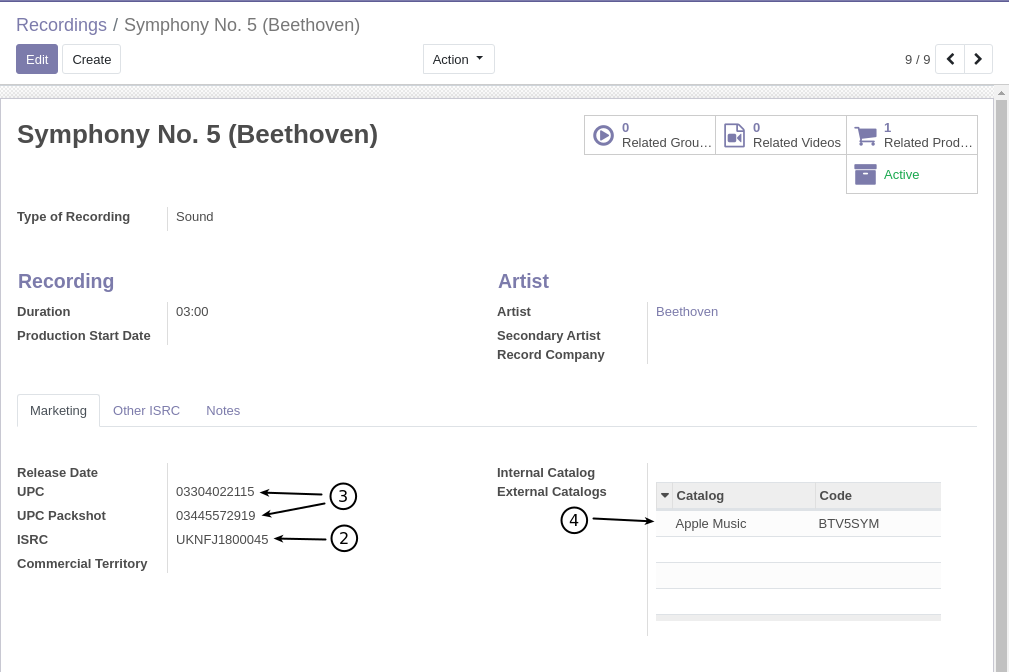 Recordings / Symphony No. 5 (Beethoven)
Edit Create Action 9 / 9
Symphony No. 5 (Beethoven)
0
Related Grou…
0
Related Videos
1
Related Prod…
Active
Type of Recording Sound
Recording
Duration 03:00
Production Start Date
Artist
Artist Beethoven
Secondary Artist
Record Company
Marketing Other ISRC Notes
Release Date
UPC 03304022115
UPC Packshot 03445572919
3
ISRC UKNFJ1800045
2
Commercial Territory
Internal Catalog
External Catalogs
4
Catalog Code
Apple Music BTV5SYM